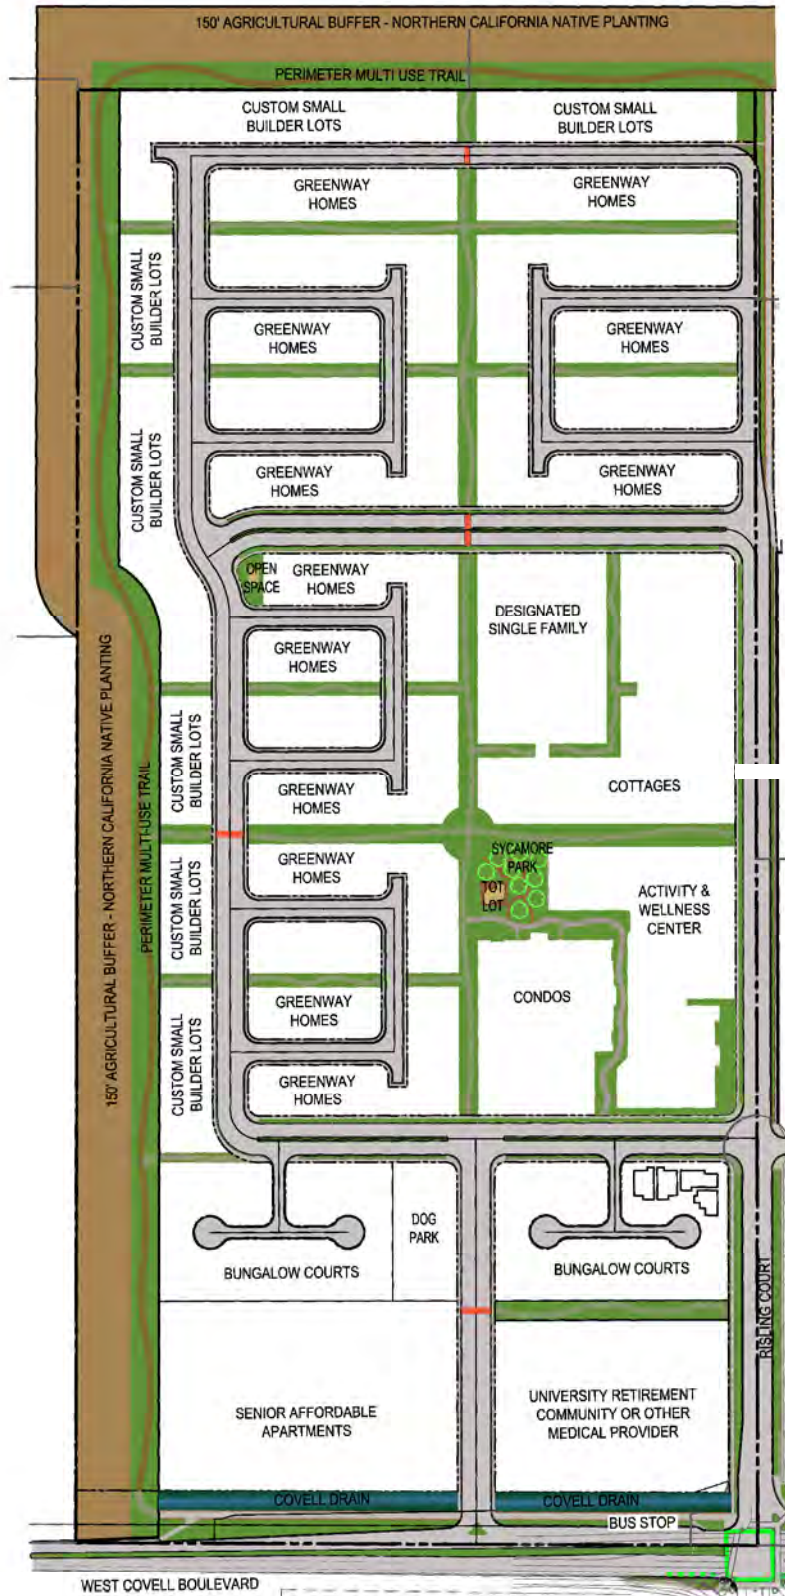 150' AGRICULTURAL BUFFER - NORTHERN CALIFORNIA NATIVE PLANTING
PERIMETER MULTI USE TRAIL
CUSTOM SMALL
BUILDER LOTS
CUSTOM SMALL
BUILDER LOTS
GREENWAY
HOMES
GREENWAY
HOMES
CUSTOM SMALL
BUILDER LOTS
GREENWAY
HOMES
GREENWAY
HOMES
CUSTOM SMALL
BUILDER LOTS
GREENWAY
HOMES
GREENWAY
HOMES
OPEN
SPACE
GREENWAY
HOMES
DESIGNATED
SINGLE FAMILY
GREENWAY
HOMES
150' AGRICULTURAL BUFFER - NORTHERN CALIFORNIA NATIVE PLANTING
PERIMETER MULTI-USE TRAIL
CUSTOM SMALL
BUILDER LOTS
GREENWAY
HOMES
COTTAGES
CUSTOM SMALL
BUILDER LOTS
GREENWAY
HOMES
SYCAMORE
PARK
TOT
LOT
ACTIVITY &
WELLNESS
CENTER
CUSTOM SMALL
BUILDER LOTS
GREENWAY
HOMES
CONDOS
GREENWAY
HOMES
DOG
PARK
BUNGALOW COURTS
BUNGALOW COURTS
RISLING COURT
SENIOR AFFORDABLE
APARTMENTS
UNIVERSITY RETIREMENT
COMMUNITY OR OTHER
MEDICAL PROVIDER
COVELL DRAIN
COVELL DRAIN
BUS STOP
WEST COVELL BOULEVARD